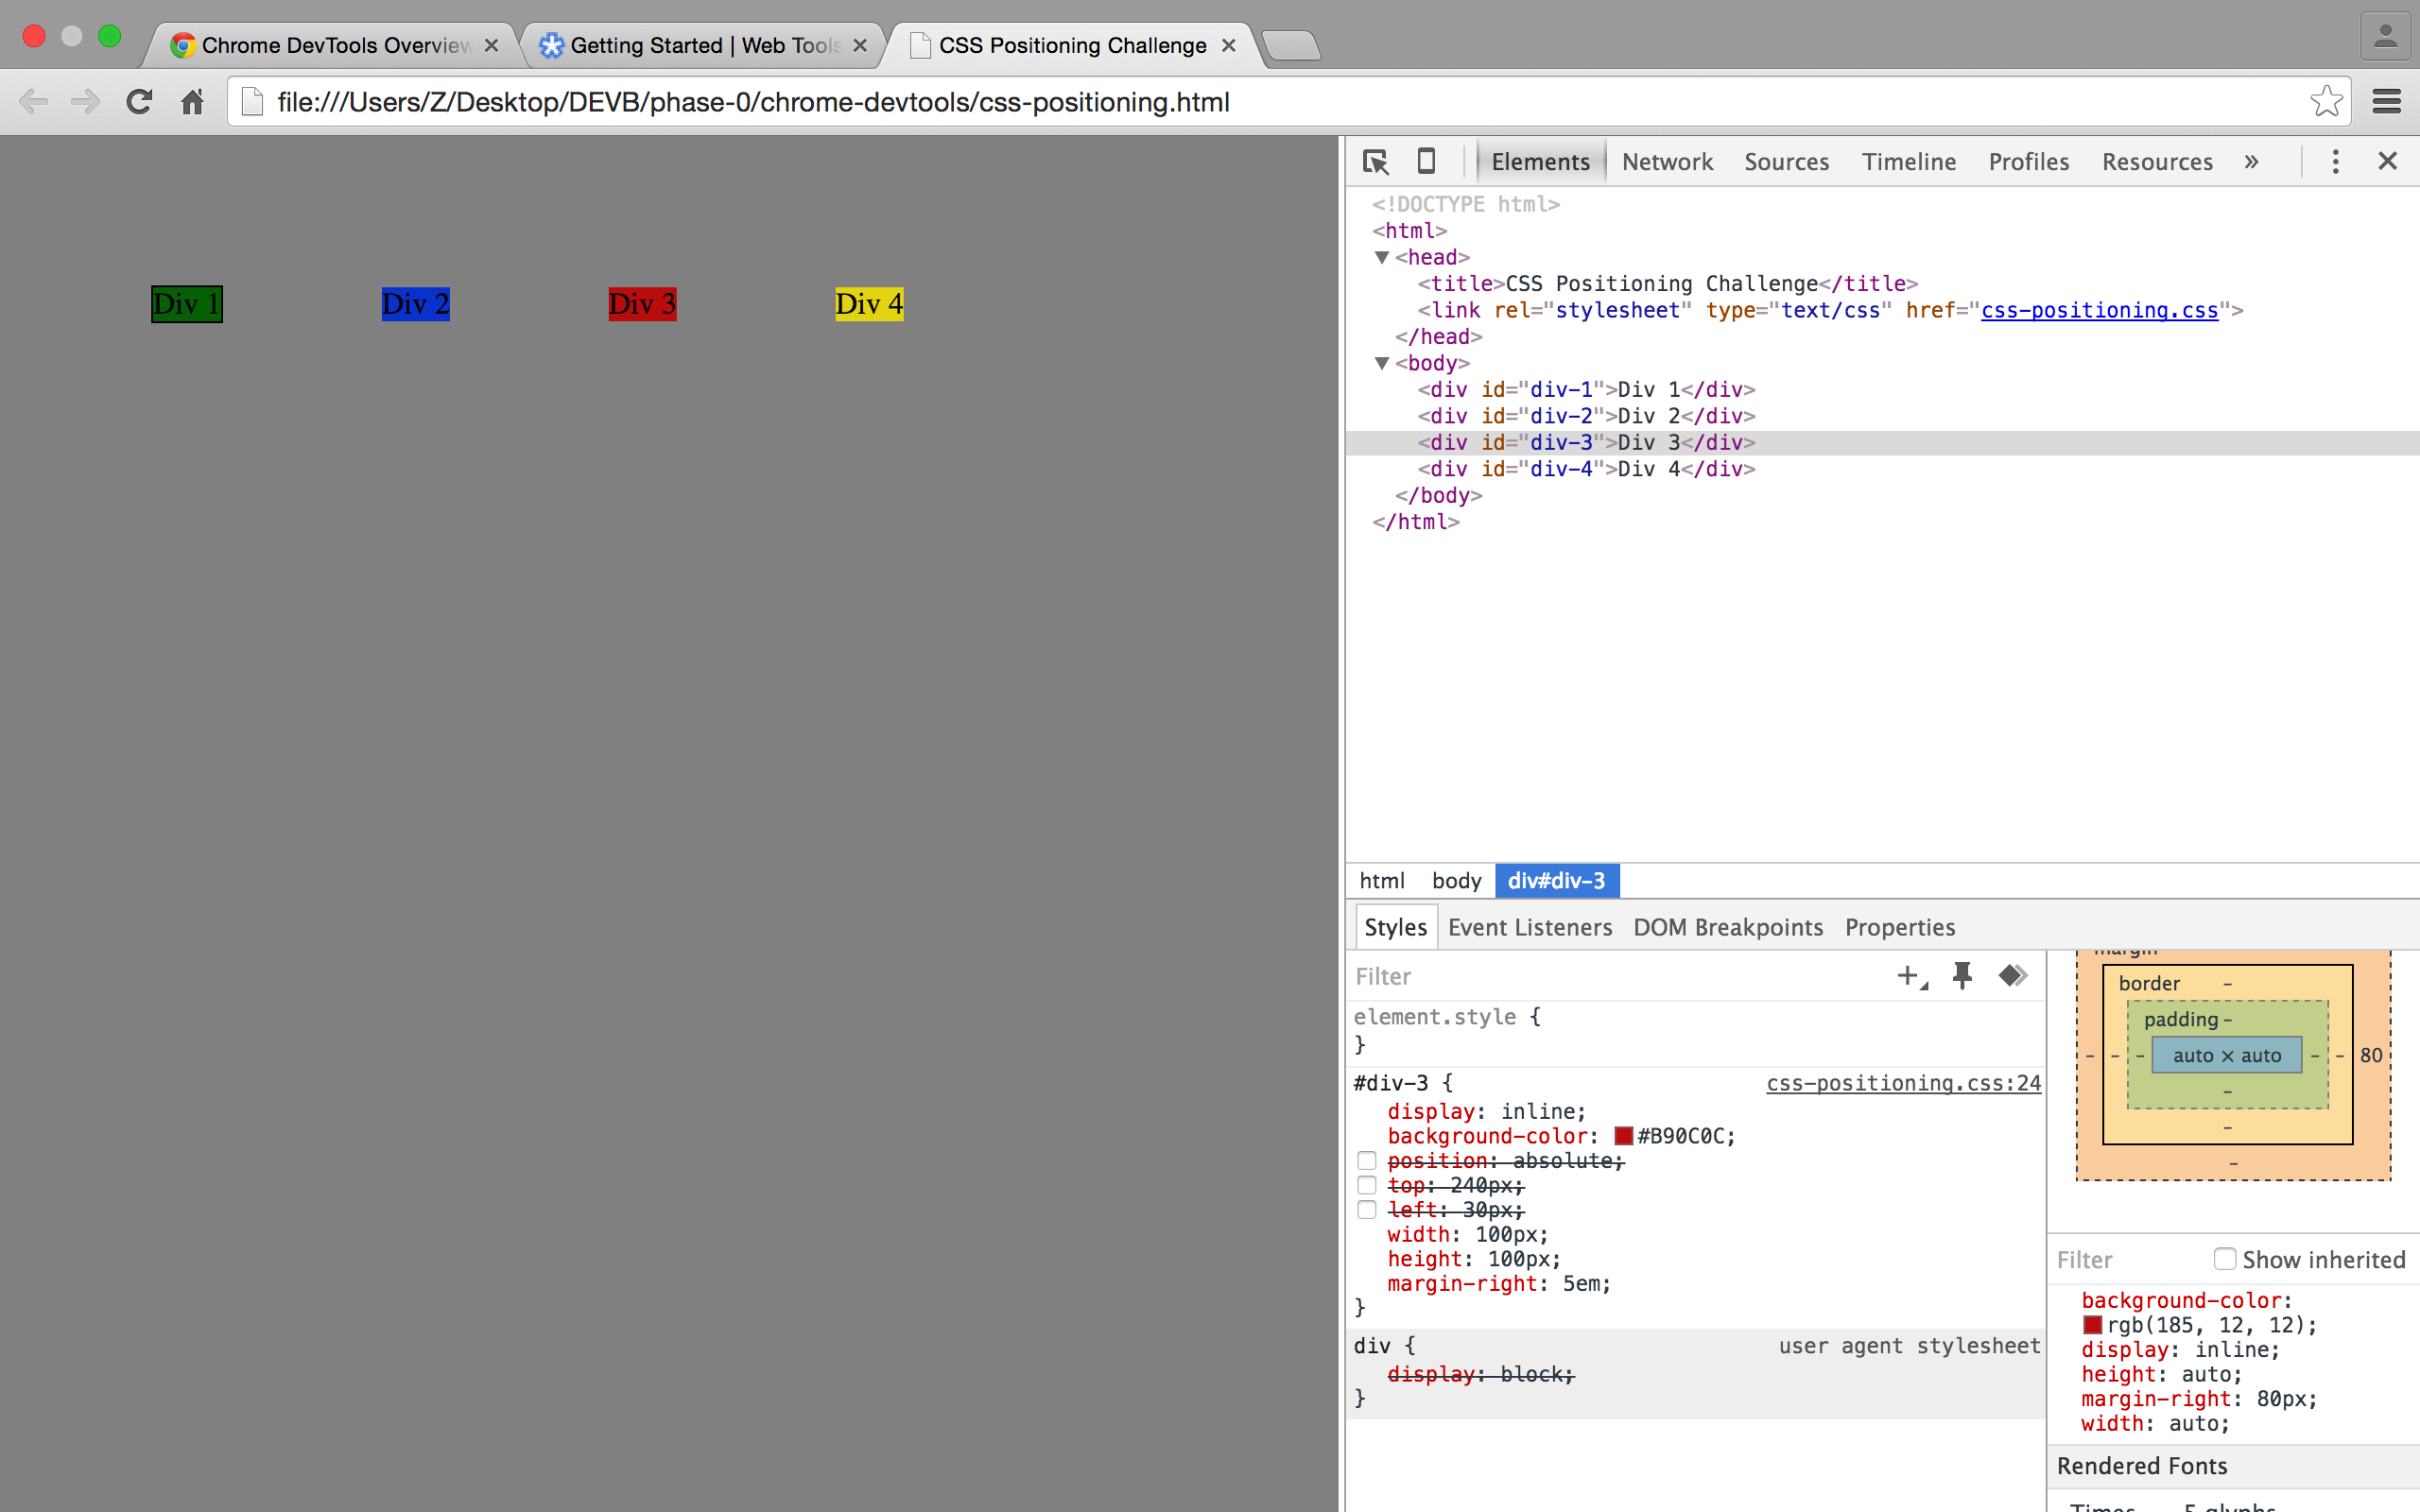 Chrome DevTools Overview
Getting Started | Web Tools
CSS Positioning Challenge
file:///Users/Z/Desktop/DEVB/phase-0/chrome-devtools/css-positioning.html
Div 1 Div 2 Div 3 Div 4
Elements Network Sources Timeline Profiles Resources »
<!DOCTYPE html>
<html>
<head>
<title>CSS Positioning Challenge</title>
<link rel="stylesheet" type="text/css" href="css-positioning.css">
</head>
<body>
<div id="div-1">Div 1</div>
<div id="div-2">Div 2</div>
<div id="div-3">Div 3</div>
<div id="div-4">Div 4</div>
</body>
</html>
html body div#div-3
Styles Event Listeners DOM Breakpoints Properties
Filter
element.style {
}
#div-3 { css-positioning.css:24
display: inline;
background-color: #B90C0C;
position: absolute;
top: 240px;
left: 30px;
width: 100px;
height: 100px;
margin-right: 5em;
}
div { user agent stylesheet
display: block;
}
margin
border -
padding -
- - - auto × auto - - 80
-
-
-
Filter Show inherited
background-color:
rgb(185, 12, 12);
display: inline;
height: auto;
margin-right: 80px;
width: auto;
Rendered Fonts
Times — 5 glyphs